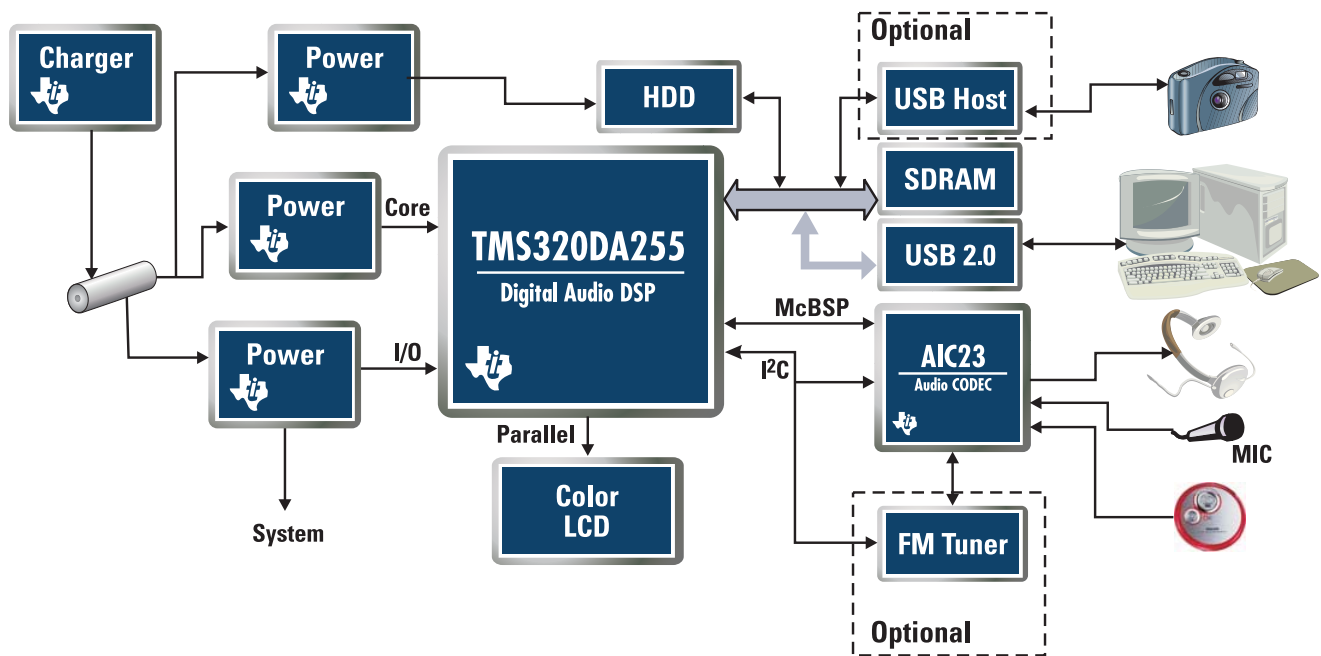 Optional
Charger
Power
HDD
USB Host
SDRAM
Power
Core
TMS320DA255
Digital Audio DSP
USB 2.0
McBSP
Power
I/O
I²C
AIC23
Audio CODEC
Parallel
MIC
Color
LCD
System
FM Tuner
Optional